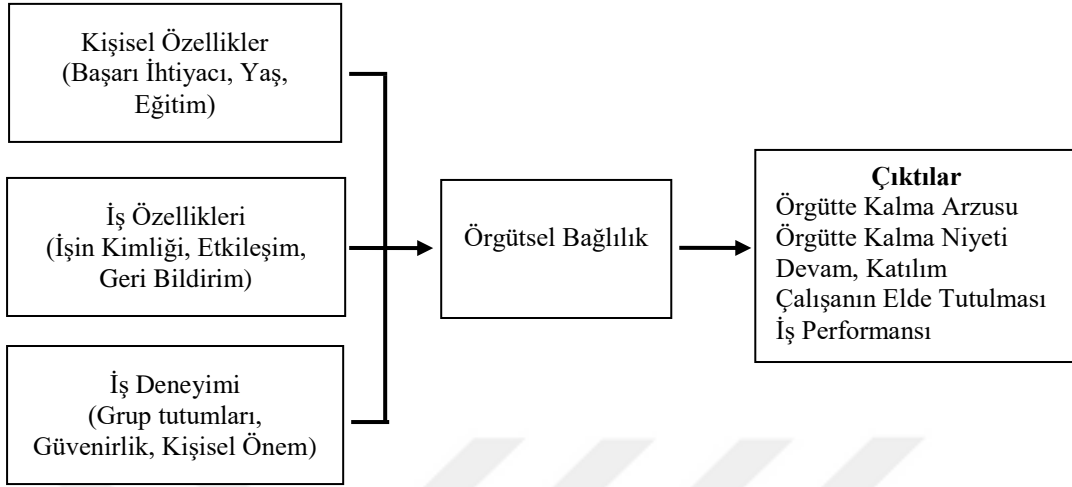 Kişisel Özellikler
(Başarı İhtiyacı, Yaş,
Eğitim)
İş Özellikleri
(İşin Kimliği, Etkileşim,
Geri Bildirim)
İş Deneyimi
(Grup tutumları,
Güvenirlik, Kişisel Önem)
Örgütsel Bağlılık
Çıktılar
Örgütte Kalma Arzusu
Örgütte Kalma Niyeti
Devam, Katılım
Çalışanın Elde Tutulması
İş Performansı